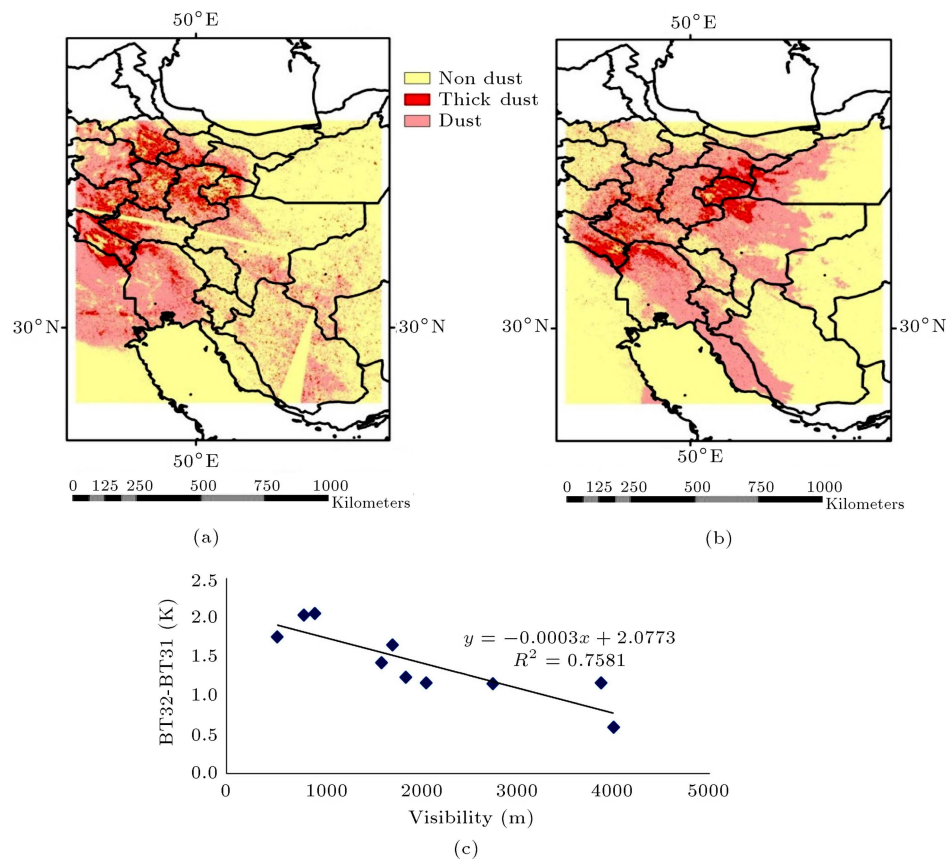 50°E
50°E
Non dust
Thick dust
Dust
30°N
30°N
30°N
50°E
50°E
0 125 250 500 750 1000
Kilometers
0 125 250 500 750 1000
Kilometers
(a)
(b)
BT32-BT31 (K)
2.5
2.0
1.5
1.0
0.5
0.0
y = −0.0003x + 2.0773
R² = 0.7581
0 1000 2000 3000 4000 5000
Visibility (m)
(c)